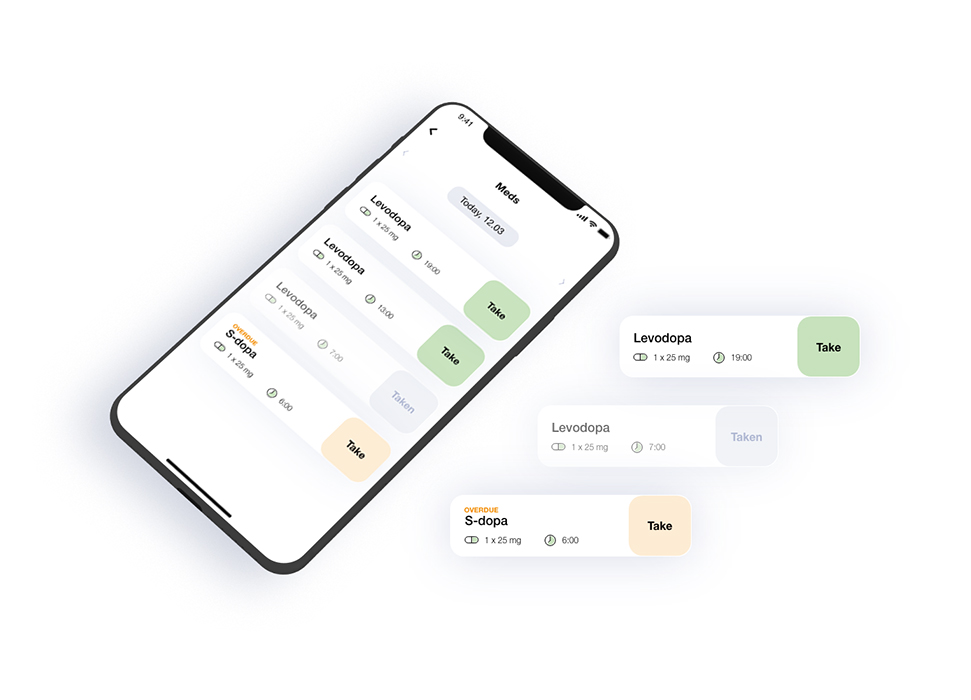 9:41
Meds
Today, 12.03
Levodopa
1 x 25 mg
19:00
Take
Levodopa
1 x 25 mg
13:00
Take
Levodopa
1 x 25 mg
7:00
Taken
OVERDUE
S-dopa
1 x 25 mg
6:00
Take
Levodopa
1 x 25 mg
19:00
Take
Levodopa
1 x 25 mg
7:00
Taken
OVERDUE
S-dopa
1 x 25 mg
6:00
Take